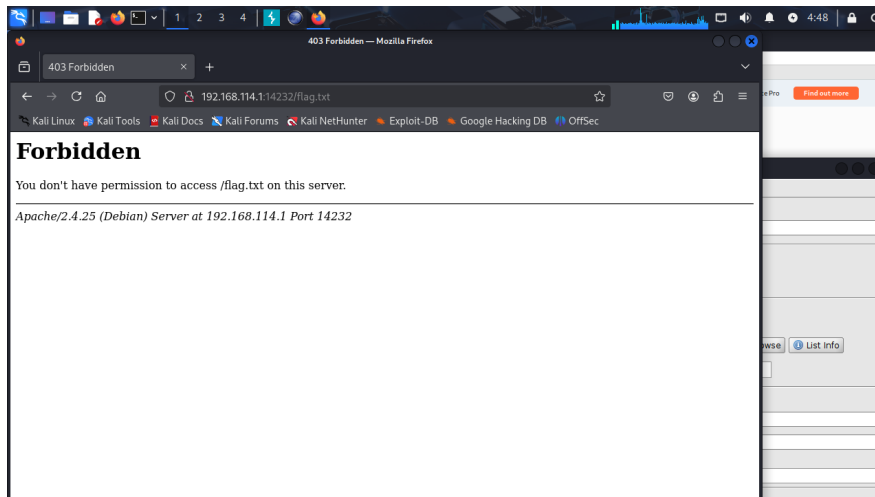 1 2 3 4
4:48
403 Forbidden — Mozilla Firefox
403 Forbidden
192.168.114.1:14232/flag.txt
Kali Linux Kali Tools Kali Docs Kali Forums Kali NetHunter Exploit-DB Google Hacking DB OffSec
Forbidden
You don't have permission to access /flag.txt on this server.
Apache/2.4.25 (Debian) Server at 192.168.114.1 Port 14232
Pro Find out more
List Info